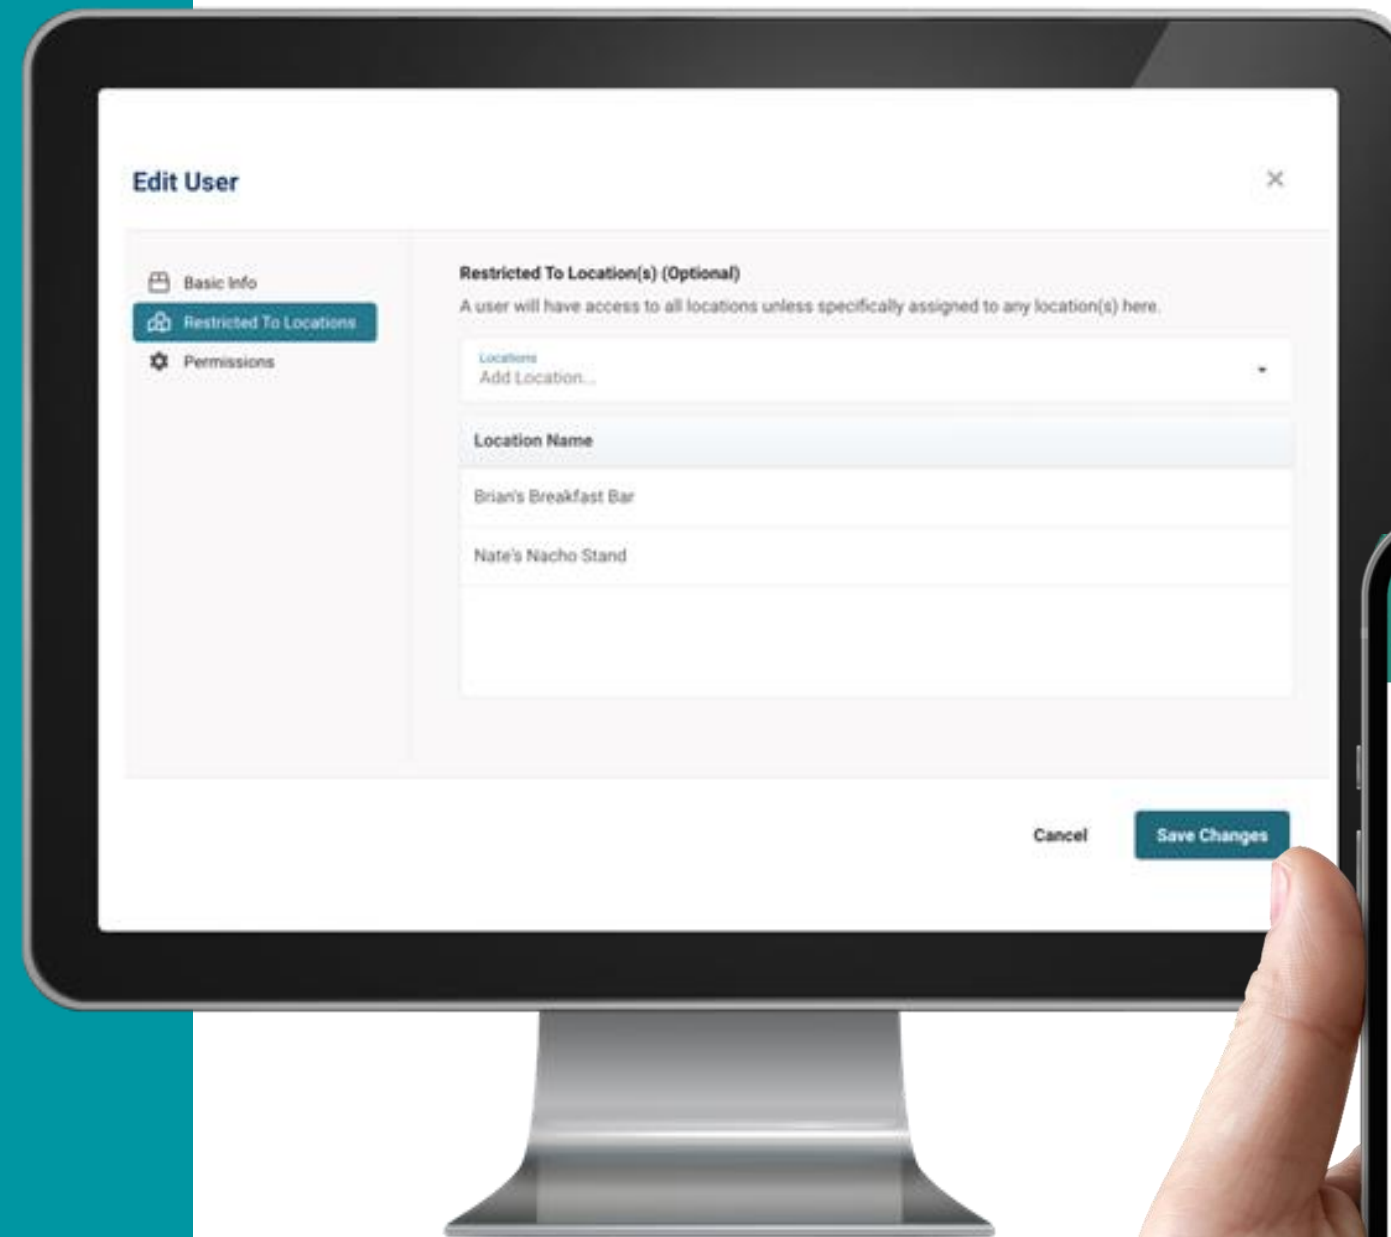 Edit User
Basic Info
Restricted To Locations
Permissions
Restricted To Location(s) (Optional)
A user will have access to all locations unless specifically assigned to any location(s) here.
Locations
Add Location...
Location Name
Brian's Breakfast Bar
Nate's Nacho Stand
Cancel
Save Changes